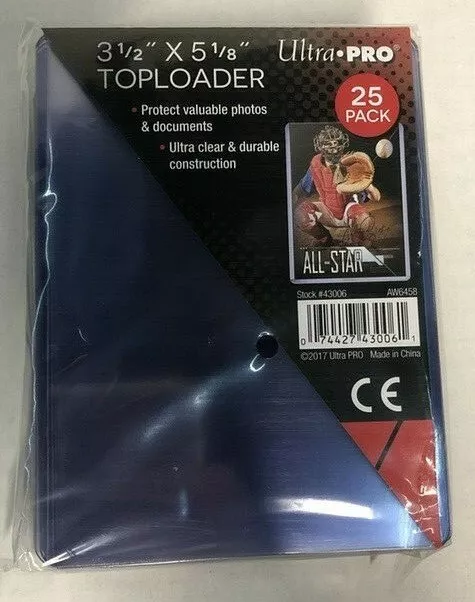 3 1/2" X 5 1/8" Ultra•PRO®
TOPLOADER
• Protect valuable photos
& documents
• Ultra clear & durable
construction
25
PACK
ALL-STAR
Stock #43006 AW6458
0 74427 43006 1
©2017 Ultra PRO Made in China
CE